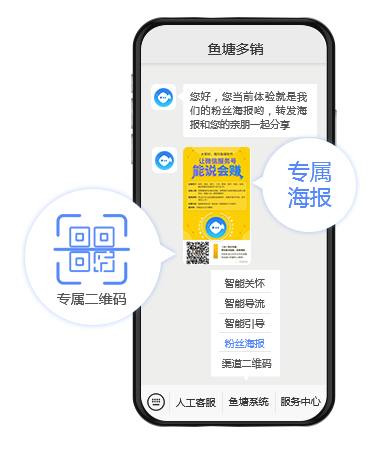 鱼塘多销
您好，您当前体验就是我
们的粉丝海报哟，转发海
报和您的亲朋一起分享
让微信服务号
能说会赚
专属
海报
专属二维码
智能关怀
智能导流
智能引导
粉丝海报
渠道二维码
人工客服
鱼塘系统
服务中心